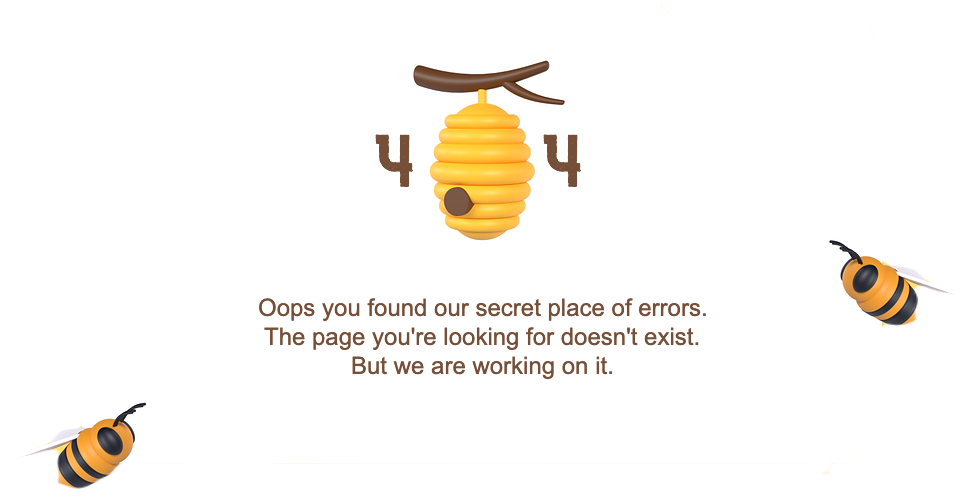 4 4
Oops you found our secret place of errors.
The page you're looking for doesn't exist.
But we are working on it.